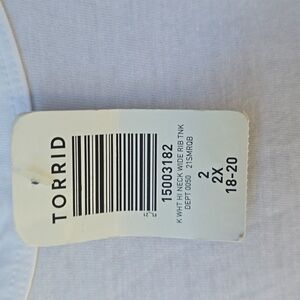 TORRID
15003182
K WHT HI NECK WIDE RIB TNK
DEPT 0050 21SMRQB
2
2X
18-20